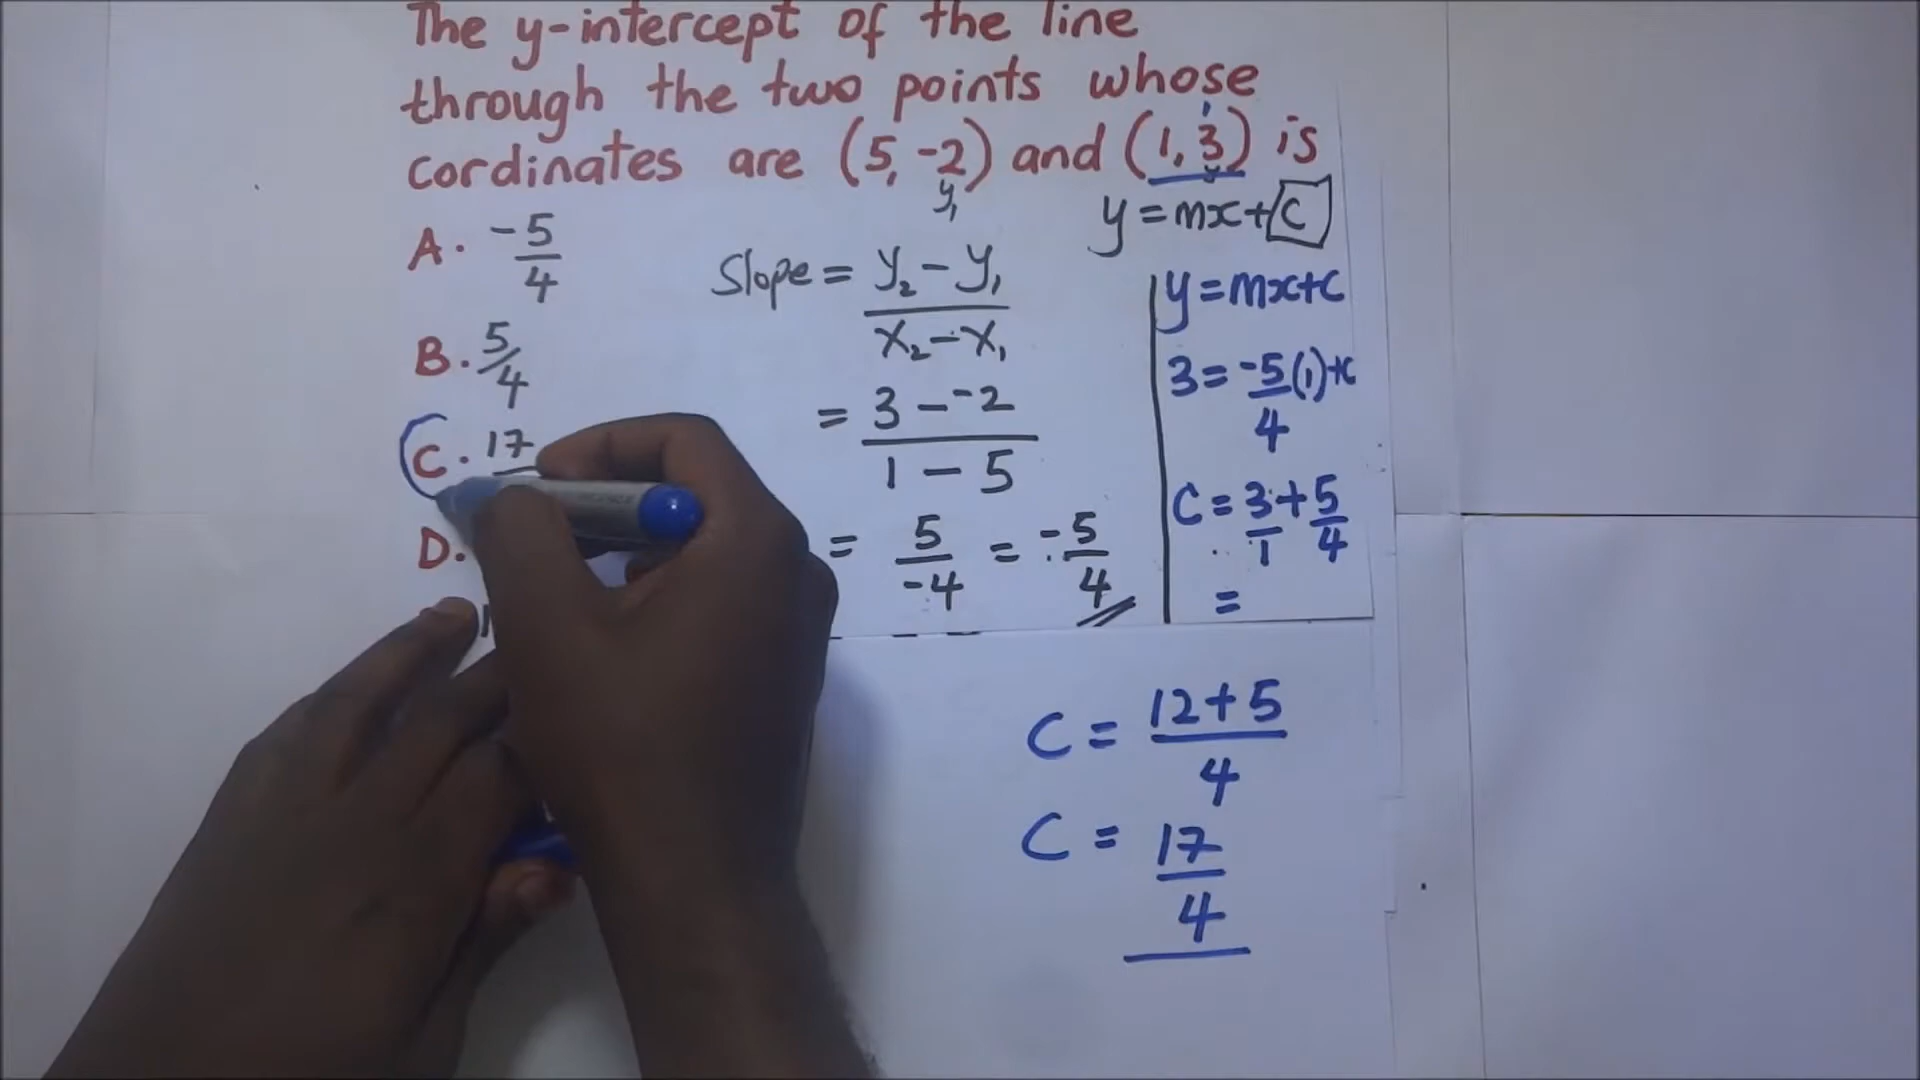 The y-intercept of the line
through the two points whose
cordinates are (5, -2) and (1, 3) is
y₁
A. -5/4
B. 5/4
C. 17
D.
Slope = y₂ - y₁ / x₂ - x₁
= 3 - -2 / 1 - 5
= 5/-4 = -5/4
y = mx + c
y = mx + c
3 = -5/4 (1) + c
C = 3/1 + 5/4
=
C = 12 + 5 / 4
C = 17/4